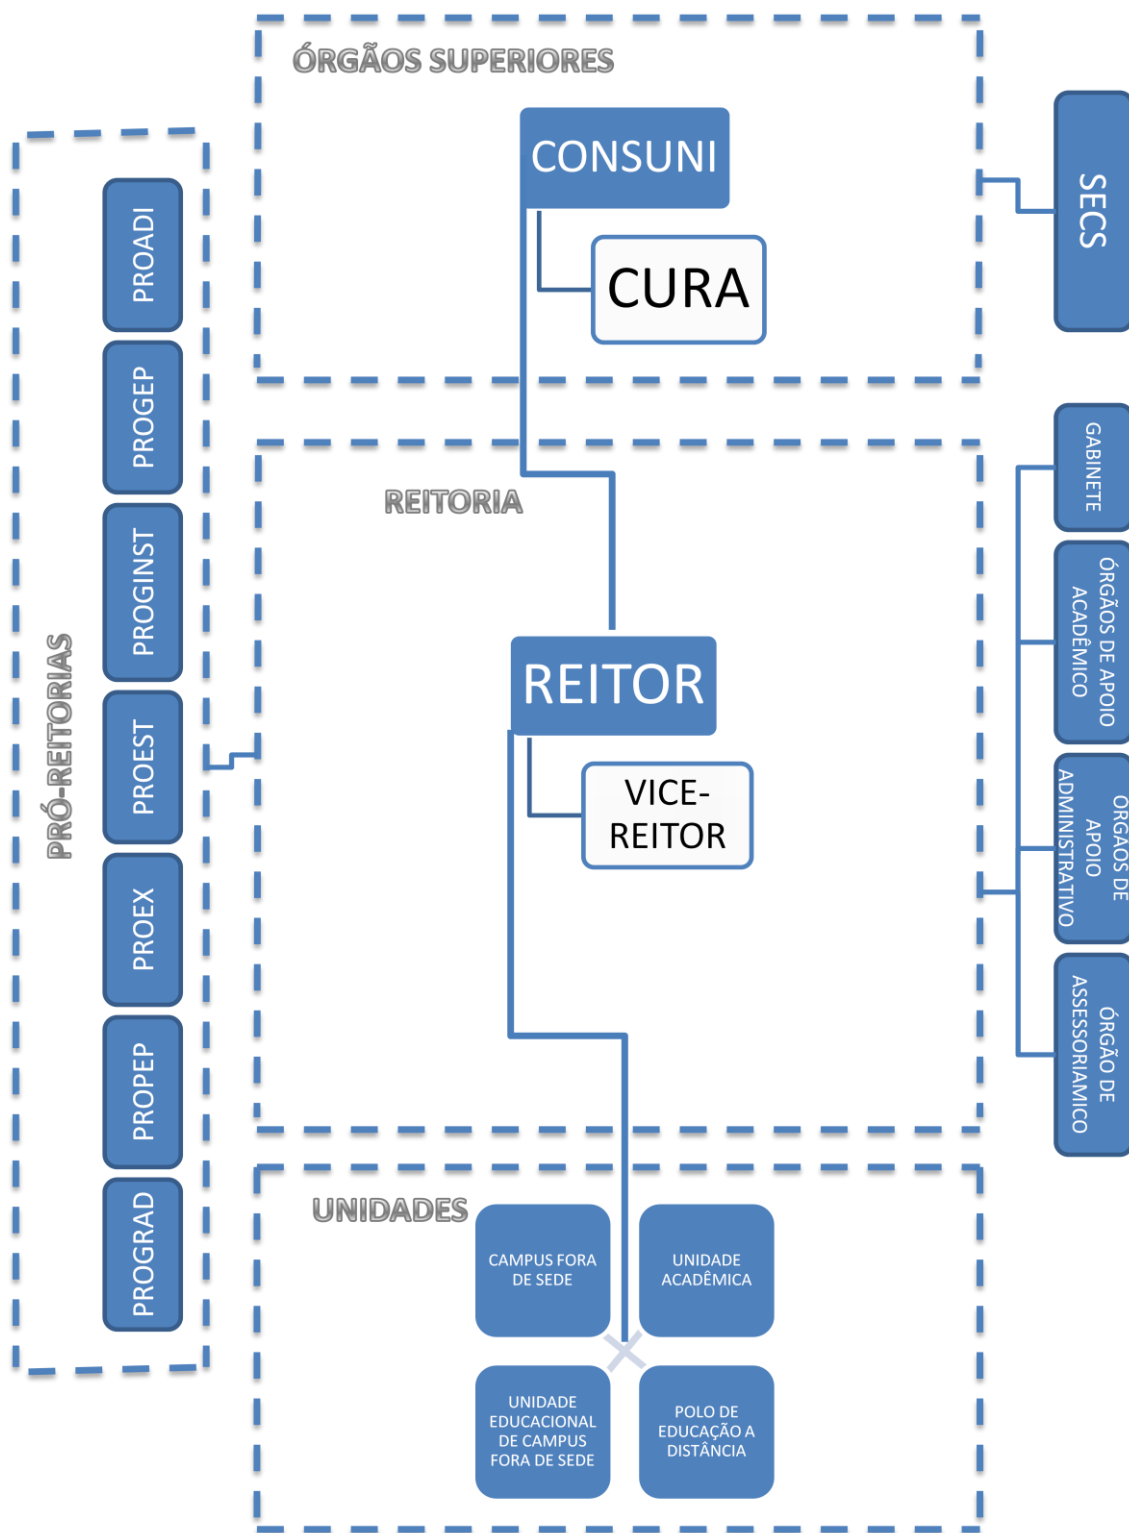 ÓRGÃOS SUPERIORES
CONSUNI
CURA
SECS
REITORIA
REITOR
VICE-
REITOR
GABINETE
ÓRGÃOS DE APOIO
ACADÊMICO
ÓRGÃOS DE
APOIO
ADMINISTRATIVO
ÓRGÃO DE
ASSESSORIAMICO
PRÓ-REITORIAS
PROADI
PROGEP
PROGINST
PROEST
PROEX
PROPEP
PROGRAD
UNIDADES
CAMPUS FORA
DE SEDE
UNIDADE
ACADÊMICA
UNIDADE
EDUCACIONAL
DE CAMPUS
FORA DE SEDE
POLO DE
EDUCAÇÃO A
DISTÂNCIA